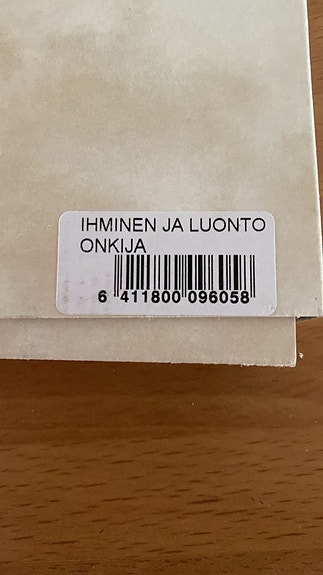 IHMINEN JA LUONTO
ONKIJA
6 411800 096058